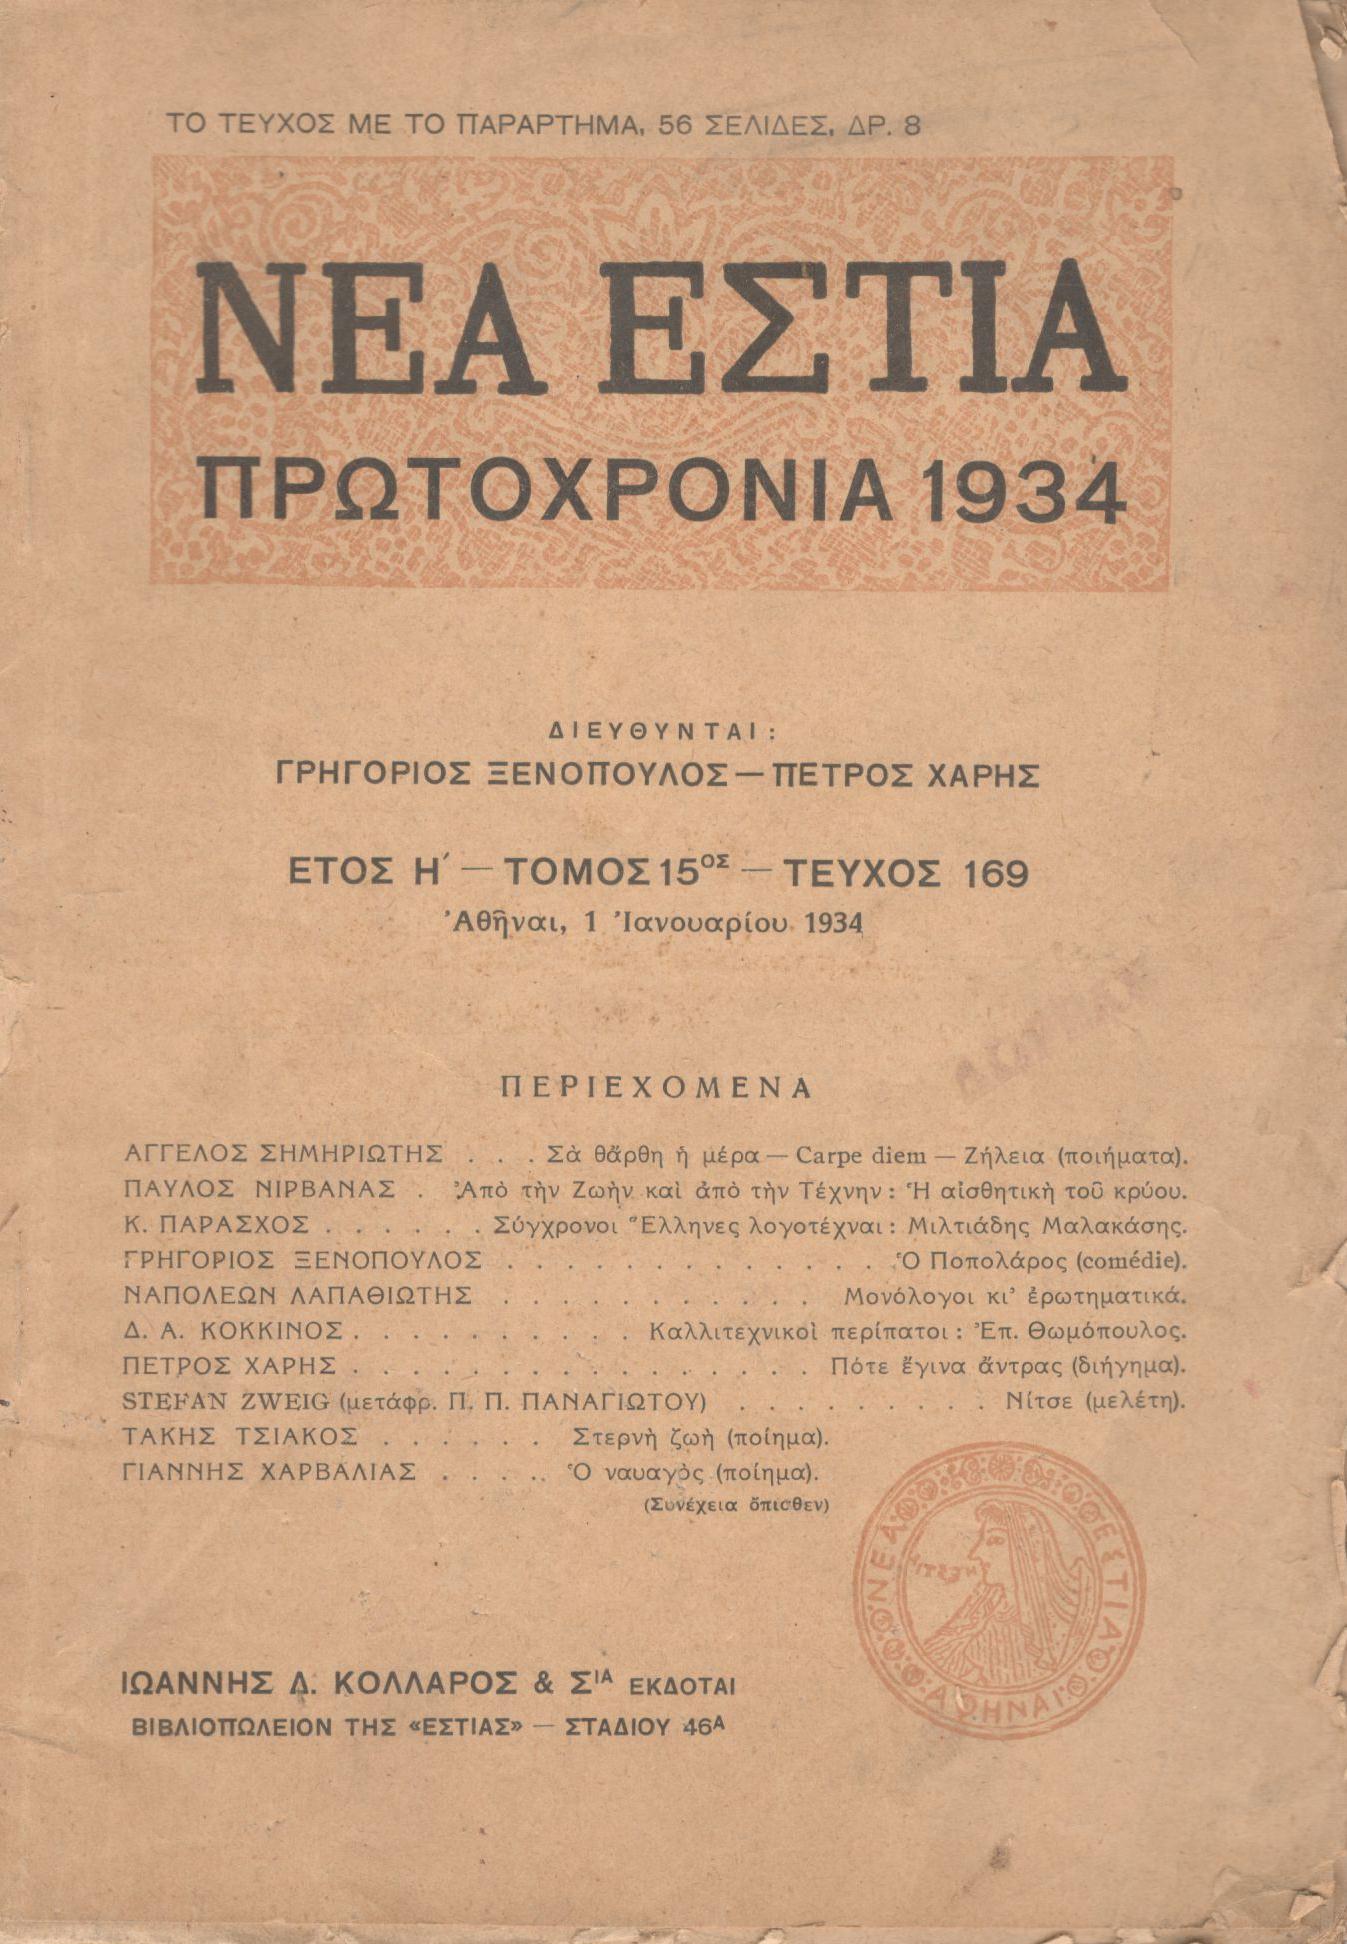 ΤΟ ΤΕΥΧΟΣ ΜΕ ΤΟ ΠΑΡΑΡΤΗΜΑ, 56 ΣΕΛΙΔΕΣ, ΔΡ. 8
ΝΕΑ ΕΣΤΙΑ
ΠΡΩΤΟΧΡΟΝΙΑ 1934
ΔΙΕΥΘΥΝΤΑΙ:
ΓΡΗΓΟΡΙΟΣ ΞΕΝΟΠΟΥΛΟΣ — ΠΕΤΡΟΣ ΧΑΡΗΣ
ΕΤΟΣ Η΄ — ΤΟΜΟΣ 15ΟΣ — ΤΕΥΧΟΣ 169
Ἀθῆναι, 1 Ἰανουαρίου 1934
ΠΕΡΙΕΧΟΜΕΝΑ
ΑΓΓΕΛΟΣ ΣΗΜΗΡΙΩΤΗΣ . . . Σὰ θἄρθη ἡ μέρα — Carpe diem — Ζήλεια (ποιήματα).
ΠΑΥΛΟΣ ΝΙΡΒΑΝΑΣ . Ἀπὸ τὴν Ζωὴν καὶ ἀπὸ τὴν Τέχνην : Ἡ αἰσθητικὴ τοῦ κρύου.
Κ. ΠΑΡΑΣΧΟΣ . . . . . . Σύγχρονοι Ἕλληνες λογοτέχναι : Μιλτιάδης Μαλακάσης.
ΓΡΗΓΟΡΙΟΣ ΞΕΝΟΠΟΥΛΟΣ . . . . . . . . . . . . . Ὁ Ποπολάρος (comédie).
ΝΑΠΟΛΕΩΝ ΛΑΠΑΘΙΩΤΗΣ . . . . . . . . . . . Μονόλογοι κι' ἐρωτηματικά.
Δ. Α. ΚΟΚΚΙΝΟΣ . . . . . . . . . . Καλλιτεχνικοὶ περίπατοι : Ἐπ. Θωμόπουλος.
ΠΕΤΡΟΣ ΧΑΡΗΣ . . . . . . . . . . . . . . . . Πότε ἔγινα ἄντρας (διήγημα).
STEFAN ZWEIG (μετάφρ. Π. Π. ΠΑΝΑΓΙΩΤΟΥ) . . . . . . . . . Νίτσε (μελέτη).
ΤΑΚΗΣ ΤΣΙΑΚΟΣ . . . . . . Στερνὴ ζωὴ (ποίημα).
ΓΙΑΝΝΗΣ ΧΑΡΒΑΛΙΑΣ . . . . . Ὁ ναυαγὸς (ποίημα).
(Συνέχεια ὄπισθεν)
ΝΕΑ ΕΣΤΙΑ
ΑΘΗΝΑΙ
ΙΩΑΝΝΗΣ Δ. ΚΟΛΛΑΡΟΣ & ΣΙΑ ΕΚΔΟΤΑΙ
ΒΙΒΛΙΟΠΩΛΕΙΟΝ ΤΗΣ «ΕΣΤΙΑΣ» — ΣΤΑΔΙΟΥ 46Α